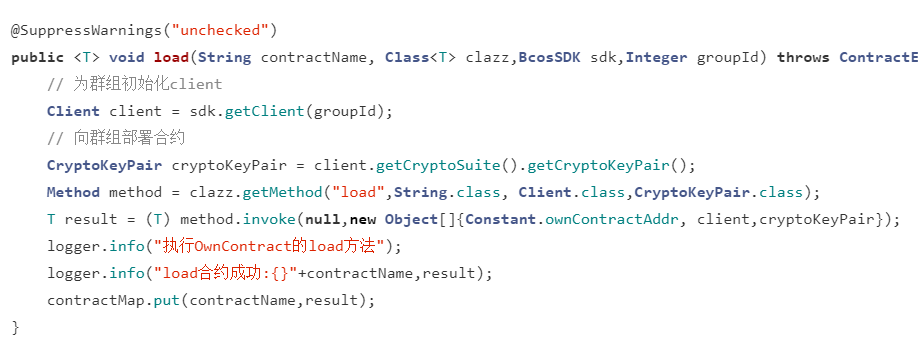 @SuppressWarnings("unchecked")
public <T> void load(String contractName, Class<T> clazz,BcosSDK sdk,Integer groupId) throws ContractE
// 为群组初始化client
Client client = sdk.getClient(groupId);
// 向群组部署合约
CryptoKeyPair cryptoKeyPair = client.getCryptoSuite().getCryptoKeyPair();
Method method = clazz.getMethod("load",String.class, Client.class,CryptoKeyPair.class);
T result = (T) method.invoke(null,new Object[]{Constant.ownContractAddr, client,cryptoKeyPair});
logger.info("执行OwnContract的load方法");
logger.info("load合约成功:{}"+contractName,result);
contractMap.put(contractName,result);
}